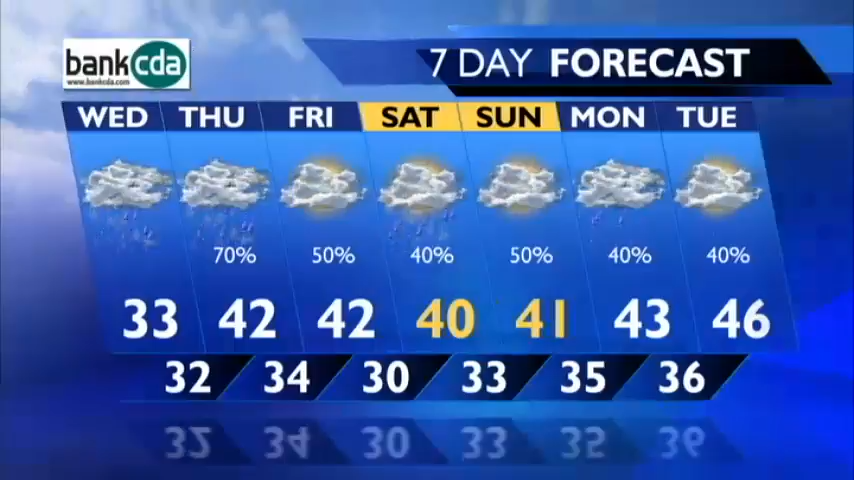 bankcda
www.bankcda.com
7 DAY FORECAST
WED THU FRI SAT SUN MON TUE
70% 50% 40% 50% 40% 40%
33 42 42 40 41 43 46
32 34 30 33 35 36